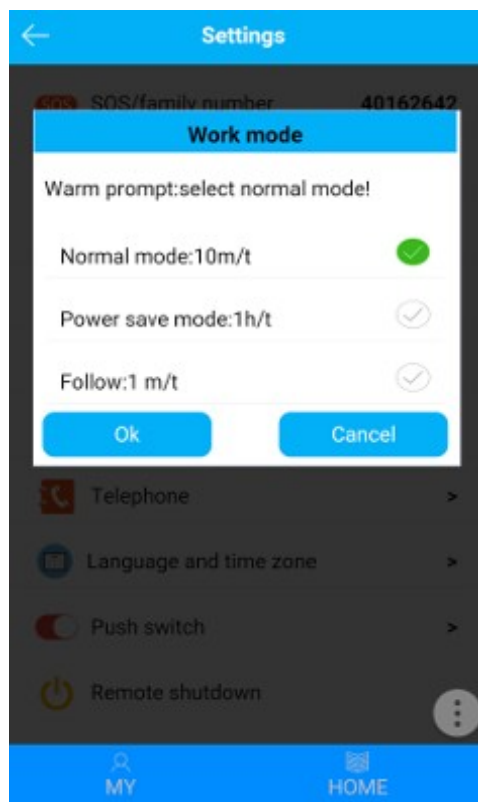 Settings
SOS SOS/family number 40162642
Work mode
Warm prompt:select normal mode!
Normal mode:10m/t
Power save mode:1h/t
Follow:1 m/t
Ok Cancel
Telephone >
Language and time zone >
Push switch >
Remote shutdown
MY HOME